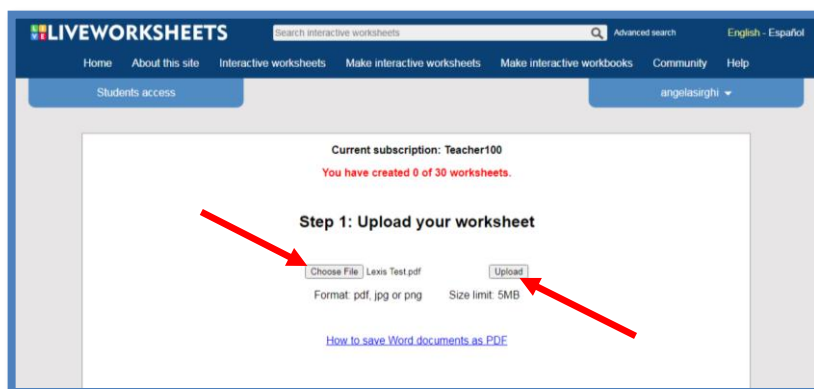 LIVEWORKSHEETS Search interactive worksheets Advanced search English - Español
Home About this site Interactive worksheets Make interactive worksheets Make interactive workbooks Community Help
Students access angelasirghi
Current subscription: Teacher100
You have created 0 of 30 worksheets.
Step 1: Upload your worksheet
Choose File Lexis Test.pdf Upload
Format: pdf, jpg or png Size limit: 5MB
How to save Word documents as PDF